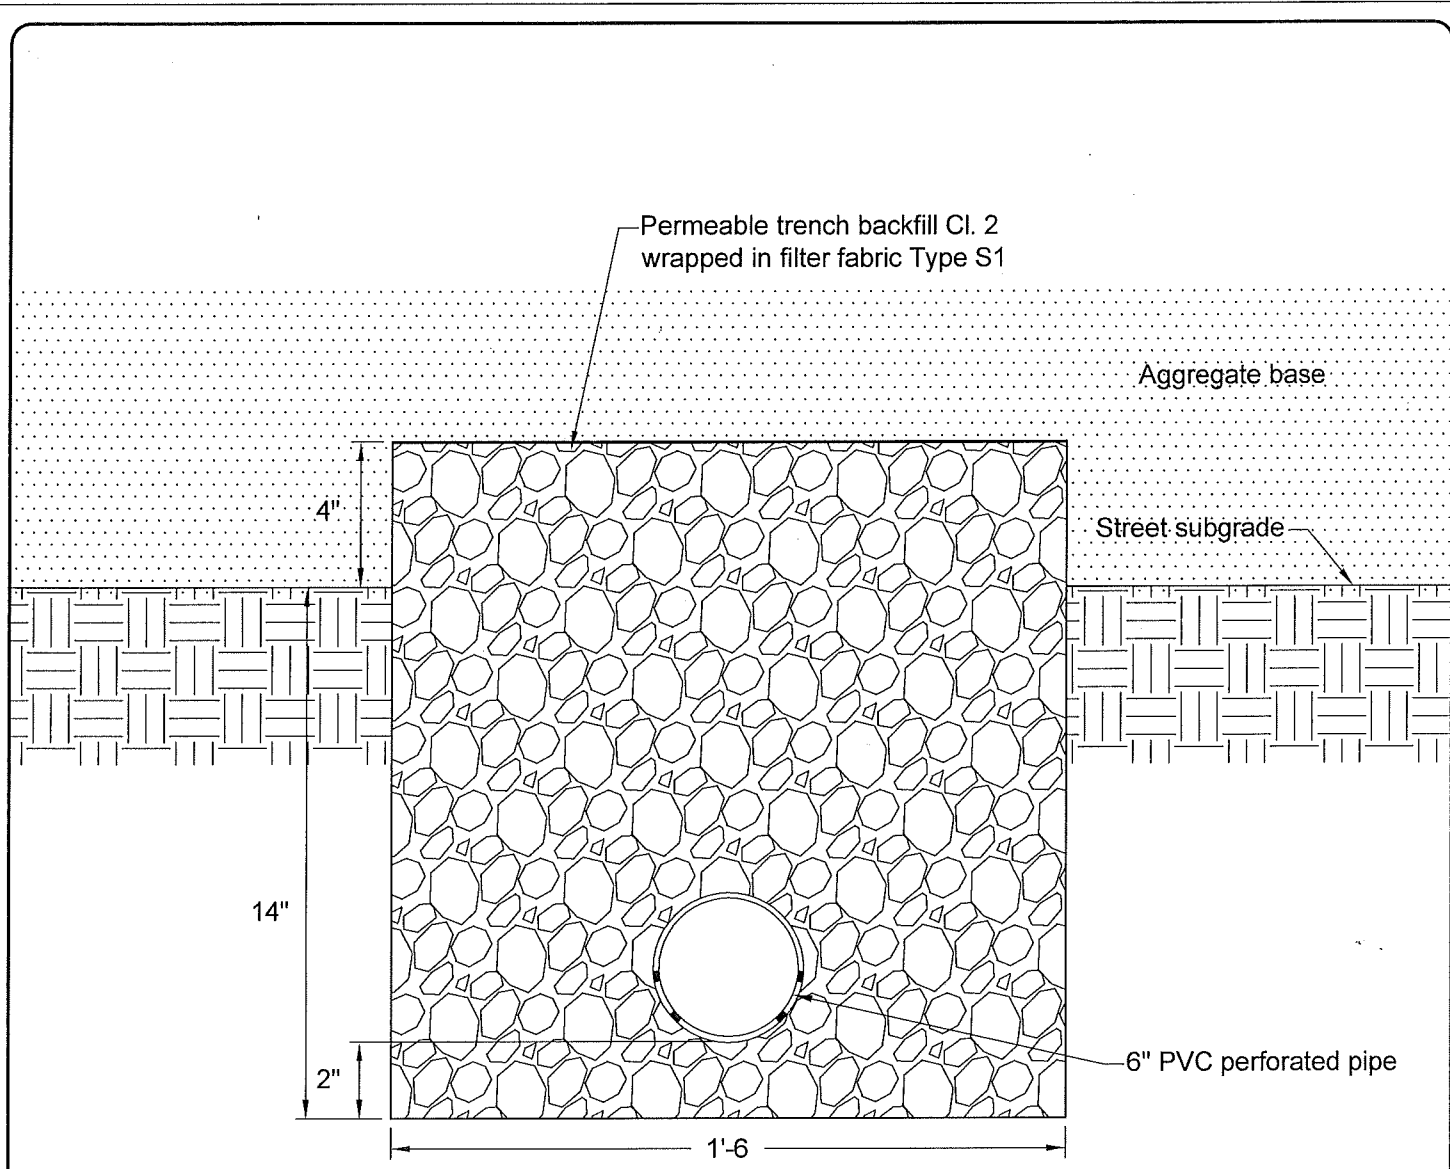 Permeable trench backfill Cl. 2
wrapped in filter fabric Type S1
Aggregate base
4"
Street subgrade
14"
2"
6" PVC perforated pipe
1'-6